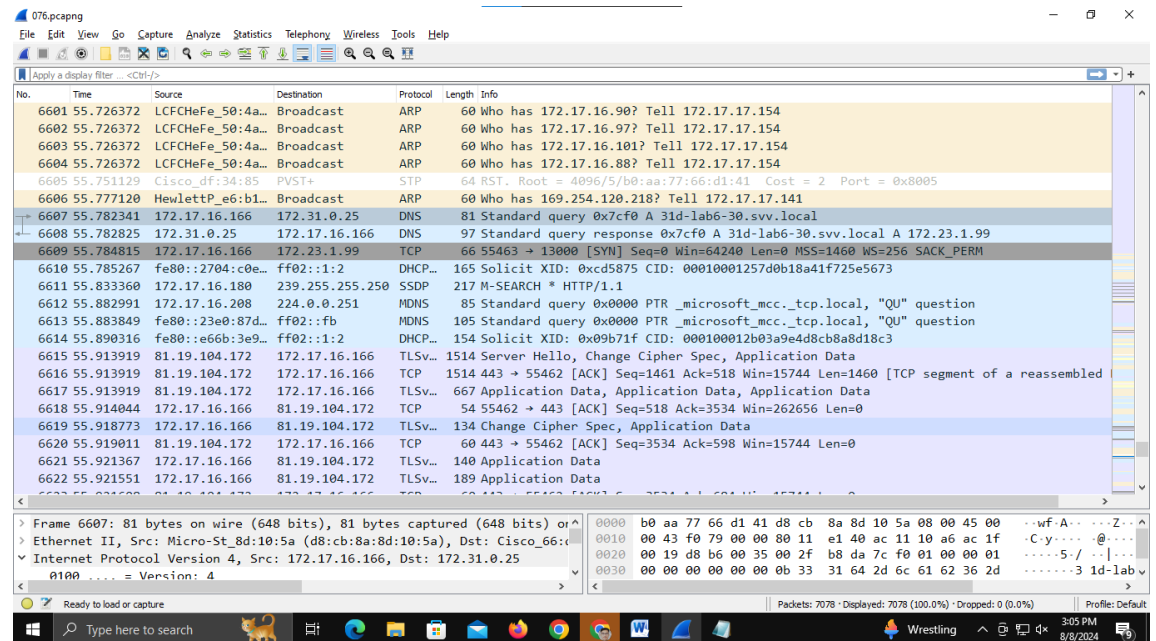 076.pcapng
File Edit View Go Capture Analyze Statistics Telephony Wireless Tools Help
Apply a display filter ... <Ctrl-/>
No. Time Source Destination Protocol Length Info
6601 55.726372 LCFCHeFe_50:4a… Broadcast ARP 60 Who has 172.17.16.90? Tell 172.17.17.154
6602 55.726372 LCFCHeFe_50:4a… Broadcast ARP 60 Who has 172.17.16.97? Tell 172.17.17.154
6603 55.726372 LCFCHeFe_50:4a… Broadcast ARP 60 Who has 172.17.16.101? Tell 172.17.17.154
6604 55.726372 LCFCHeFe_50:4a… Broadcast ARP 60 Who has 172.17.16.88? Tell 172.17.17.154
6605 55.751129 Cisco_df:34:85 PVST+ STP 64 RST. Root = 4096/5/b0:aa:77:66:d1:41 Cost = 2 Port = 0x8005
6606 55.777120 HewlettP_e6:b1… Broadcast ARP 60 Who has 169.254.120.218? Tell 172.17.17.141
6607 55.782341 172.17.16.166 172.31.0.25 DNS 81 Standard query 0x7cf0 A 31d-lab6-30.svv.local
6608 55.782825 172.31.0.25 172.17.16.166 DNS 97 Standard query response 0x7cf0 A 31d-lab6-30.svv.local A 172.23.1.99
6609 55.784815 172.17.16.166 172.23.1.99 TCP 66 55463 → 13000 [SYN] Seq=0 Win=64240 Len=0 MSS=1460 WS=256 SACK_PERM
6610 55.785267 fe80::2704:c0e… ff02::1:2 DHCP… 165 Solicit XID: 0xcd5875 CID: 00010001257d0b18a41f725e5673
6611 55.833360 172.17.16.180 239.255.255.250 SSDP 217 M-SEARCH * HTTP/1.1
6612 55.882991 172.17.16.208 224.0.0.251 MDNS 85 Standard query 0x0000 PTR _microsoft_mcc._tcp.local, "QU" question
6613 55.883849 fe80::23e0:87d… ff02::fb MDNS 105 Standard query 0x0000 PTR _microsoft_mcc._tcp.local, "QU" question
6614 55.890316 fe80::e66b:3e9… ff02::1:2 DHCP… 154 Solicit XID: 0x09b71f CID: 000100012b03a9e4d8cb8a8d18c3
6615 55.913919 81.19.104.172 172.17.16.166 TLSv… 1514 Server Hello, Change Cipher Spec, Application Data
6616 55.913919 81.19.104.172 172.17.16.166 TCP 1514 443 → 55462 [ACK] Seq=1461 Ack=518 Win=15744 Len=1460 [TCP segment of a reassembled
6617 55.913919 81.19.104.172 172.17.16.166 TLSv… 667 Application Data, Application Data, Application Data
6618 55.914044 172.17.16.166 81.19.104.172 TCP 54 55462 → 443 [ACK] Seq=518 Ack=3534 Win=262656 Len=0
6619 55.918773 172.17.16.166 81.19.104.172 TLSv… 134 Change Cipher Spec, Application Data
6620 55.919011 81.19.104.172 172.17.16.166 TCP 60 443 → 55462 [ACK] Seq=3534 Ack=598 Win=15744 Len=0
6621 55.921367 172.17.16.166 81.19.104.172 TLSv… 140 Application Data
6622 55.921551 172.17.16.166 81.19.104.172 TLSv… 189 Application Data
Frame 6607: 81 bytes on wire (648 bits), 81 bytes captured (648 bits) or
Ethernet II, Src: Micro-St_8d:10:5a (d8:cb:8a:8d:10:5a), Dst: Cisco_66:
Internet Protocol Version 4, Src: 172.17.16.166, Dst: 172.31.0.25
0100 .... = Version: 4
0000 b0 aa 77 66 d1 41 d8 cb 8a 8d 10 5a 08 00 45 00 ··wf·A·· ···Z··
0010 00 43 f0 79 00 00 80 11 e1 40 ac 11 10 a6 ac 1f ·C·y···· ·@····
0020 00 19 d8 b6 00 35 00 2f b8 da 7c f0 01 00 00 01 ·····5·/ ··|····
0030 00 00 00 00 00 00 0b 33 31 64 2d 6c 61 62 36 2d ·······3 1d-lab
Ready to load or capture Packets: 7078 · Displayed: 7078 (100.0%) · Dropped: 0 (0.0%) Profile: Default
Type here to search Wrestling 3:05 PM
8/8/2024